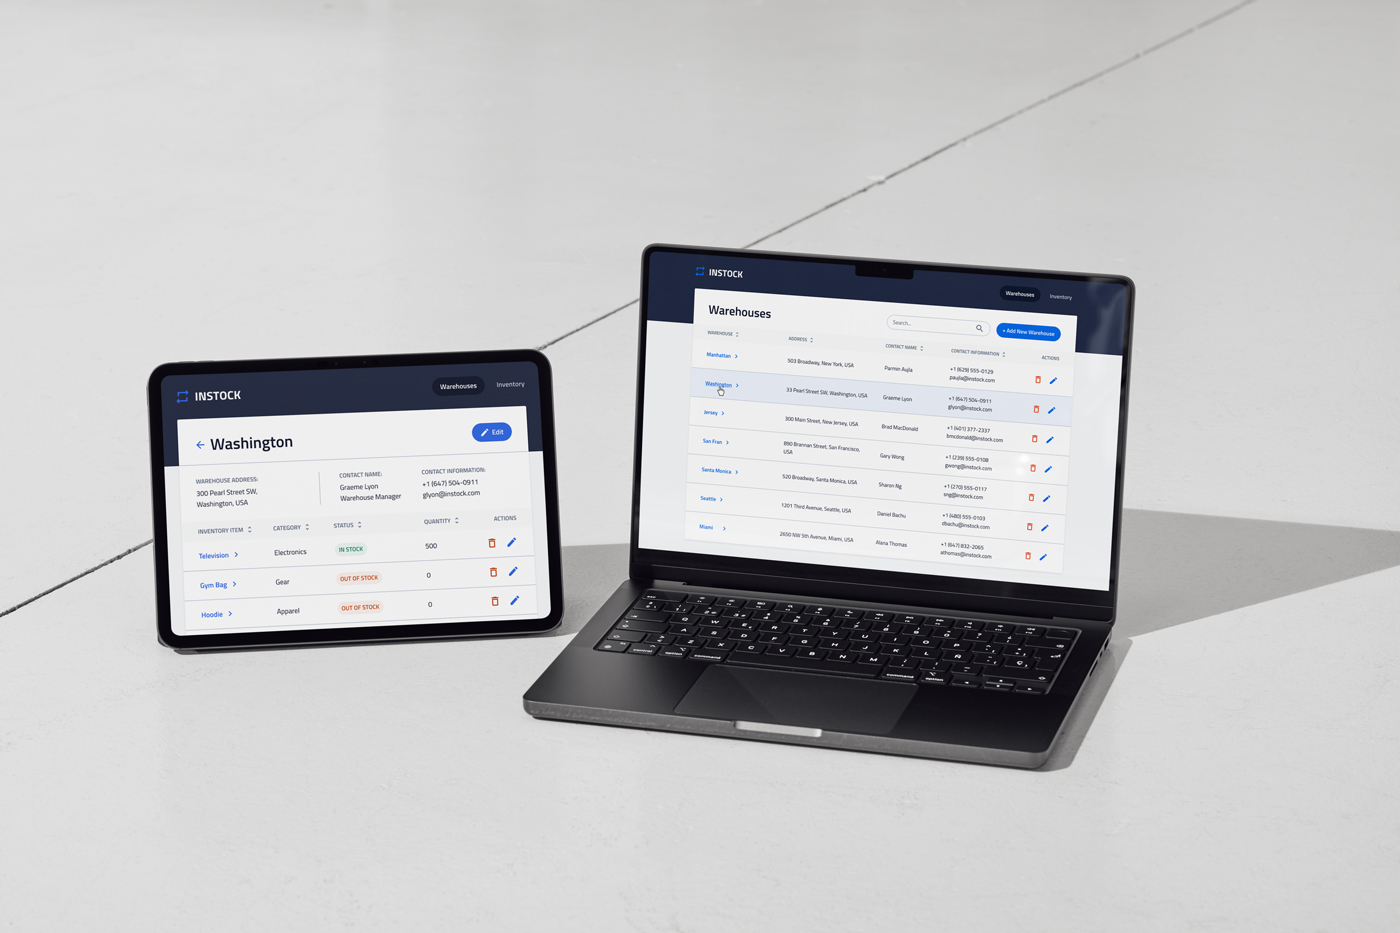 INSTOCK
Warehouses
Inventory
Washington
Edit
WAREHOUSE ADDRESS:
300 Pearl Street SW,
Washington, USA
CONTACT NAME:
Graeme Lyon
Warehouse Manager
CONTACT INFORMATION:
+1 (647) 504-0911
glyon@instock.com
INVENTORY ITEM CATEGORY STATUS QUANTITY ACTIONS
Television Electronics IN STOCK 500
Gym Bag Gear OUT OF STOCK 0
Hoodie Apparel OUT OF STOCK 0
INSTOCK
Warehouses
Inventory
Warehouses
Search...
+ Add New Warehouse
WAREHOUSE ADDRESS CONTACT NAME CONTACT INFORMATION ACTIONS
Manhattan 503 Broadway, New York, USA Parmin Aujla +1 (629) 555-0129
paujla@instock.com
Washington 33 Pearl Street SW, Washington, USA Graeme Lyon +1 (647) 504-0911
glyon@instock.com
Jersey 300 Main Street, New Jersey, USA Brad MacDonald +1 (401) 377-2337
bmcdonald@instock.com
San Fran 890 Brannan Street, San Francisco, Gary Wong +1 (239) 555-0108
USA gwong@instock.com
Santa Monica 520 Broadway, Santa Monica, USA Sharon Ng +1 (270) 555-0117
sng@instock.com
Seattle 1201 Third Avenue, Seattle, USA Daniel Bachu +1 (480) 555-0103
dbachu@instock.com
Miami 2650 NW 5th Avenue, Miami, USA Alana Thomas +1 (647) 832-2065
athomas@instock.com
Q W E R T Y U I O P
A S D F G H J K L Ñ
Z X C V B N M
control option command command option